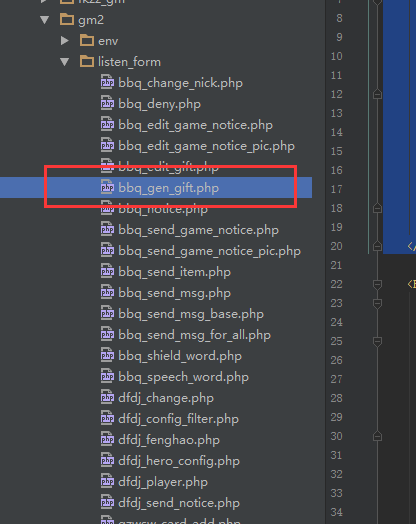 gm2
env
listen_form
bbq_change_nick.php
bbq_deny.php
bbq_edit_game_notice.php
bbq_edit_game_notice_pic.php
bbq_edit_gift.php
bbq_gen_gift.php
bbq_notice.php
bbq_send_game_notice.php
bbq_send_game_notice_pic.php
bbq_send_item.php
bbq_send_msg.php
bbq_send_msg_base.php
bbq_send_msg_for_all.php
bbq_shield_word.php
bbq_speech_word.php
dfdj_change.php
dfdj_config_filter.php
dfdj_fenghao.php
dfdj_hero_config.php
dfdj_player.php
dfdj_send_notice.php
8
9
10
11
12
13
14
15
16
17
18
19
20 </
21
22 <
23
24
25
26
27
28
29
30
31
32
33
34